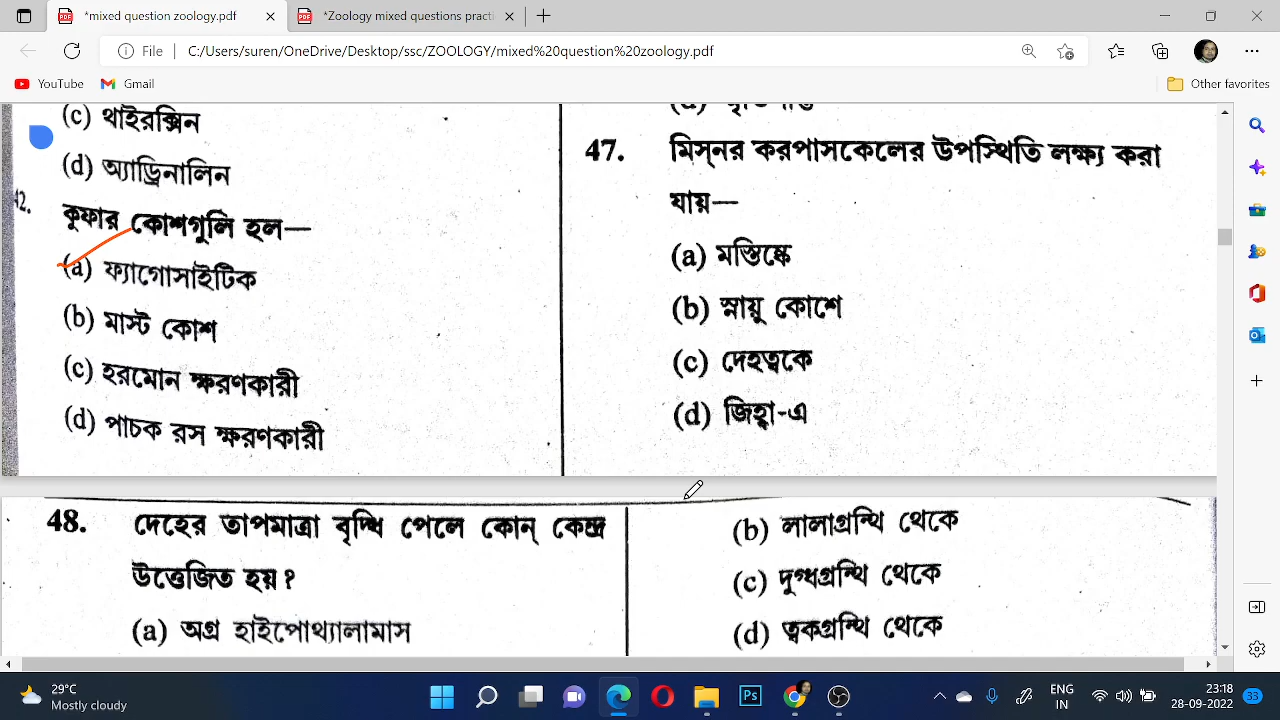 *mixed question zoology.pdf
*Zoology mixed questions practi
File
C:/Users/suren/OneDrive/Desktop/ssc/ZOOLOGY/mixed%20question%20zoology.pdf
YouTube
Gmail
Other favorites
(c) থাইরক্সিন
(d) অ্যাড্রিনালিন
42. কুফার কোশগুলি হল—
(a) ফ্যাগোসাইটিক
(b) মাস্ট কোশ
(c) হরমোন ক্ষরণকারী
(d) পাচক রস ক্ষরণকারী
47. মিস্‌নর করপাসকেলের উপস্থিতি লক্ষ্য করা
যায়—
(a) মস্তিষ্কে
(b) স্নায়ু কোশে
(c) দেহত্বকে
(d) জিহ্বা-এ
48. দেহের তাপমাত্রা বৃদ্ধি পেলে কোন্ কেন্দ্র
উত্তেজিত হয়?
(a) অগ্র হাইপোথ্যালামাস
(b) লালাগ্রন্থি থেকে
(c) দুগ্ধগ্রন্থি থেকে
(d) ত্বকগ্রন্থি থেকে
29°C
Mostly cloudy
Ps
ENG
IN
23:18
28-09-2022
33